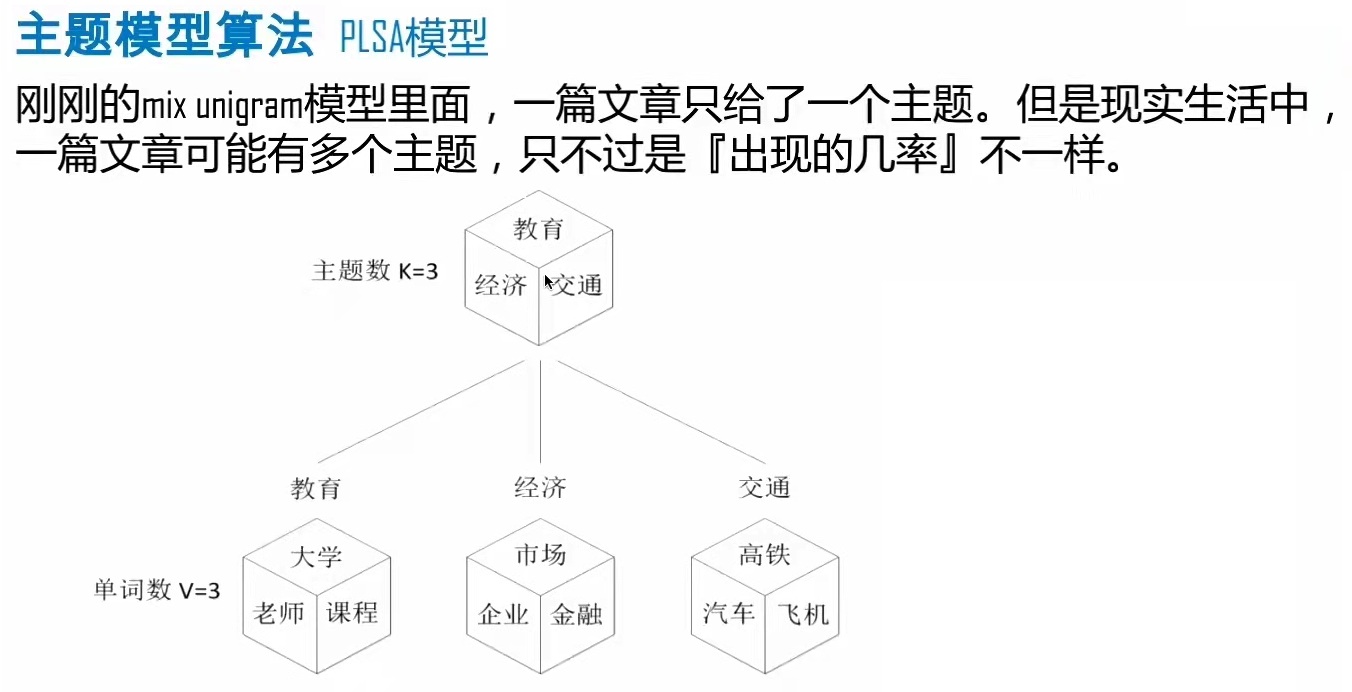 主题模型算法 PLSA模型
刚刚的mix unigram模型里面，一篇文章只给了一个主题。但是现实生活中，
一篇文章可能有多个主题，只不过是『出现的几率』不一样。
教育
主题数 K=3
经济 交通
教育 经济 交通
大学 市场 高铁
单词数 V=3
老师 课程 企业 金融 汽车 飞机